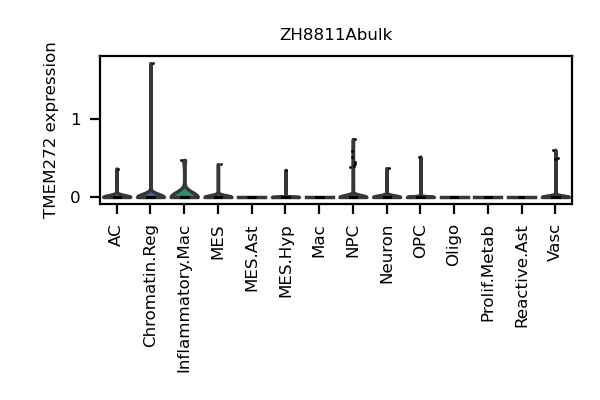 ZH8811Abulk
TMEM272 expression
1
0
AC
Chromatin.Reg
Inflammatory.Mac
MES
MES.Ast
MES.Hyp
Mac
NPC
Neuron
OPC
Oligo
Prolif.Metab
Reactive.Ast
Vasc